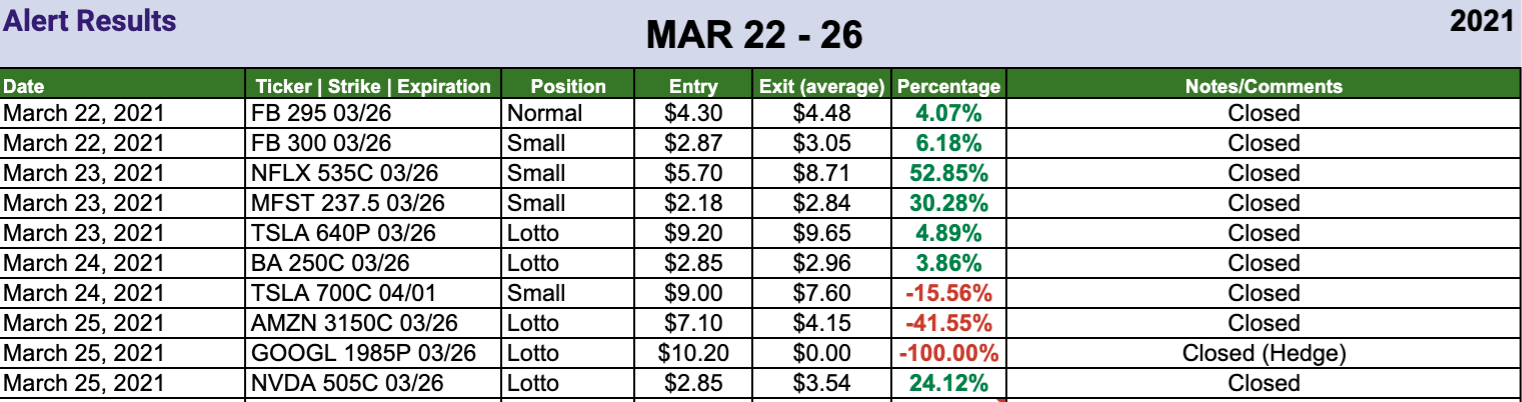 Alert Results
MAR 22 - 26
2021
Date Ticker | Strike | Expiration Position Entry Exit (average) Percentage Notes/Comments
March 22, 2021 FB 295 03/26 Normal $4.30 $4.48 4.07% Closed
March 22, 2021 FB 300 03/26 Small $2.87 $3.05 6.18% Closed
March 23, 2021 NFLX 535C 03/26 Small $5.70 $8.71 52.85% Closed
March 23, 2021 MFST 237.5 03/26 Small $2.18 $2.84 30.28% Closed
March 23, 2021 TSLA 640P 03/26 Lotto $9.20 $9.65 4.89% Closed
March 24, 2021 BA 250C 03/26 Lotto $2.85 $2.96 3.86% Closed
March 24, 2021 TSLA 700C 04/01 Small $9.00 $7.60 -15.56% Closed
March 25, 2021 AMZN 3150C 03/26 Lotto $7.10 $4.15 -41.55% Closed
March 25, 2021 GOOGL 1985P 03/26 Lotto $10.20 $0.00 -100.00% Closed (Hedge)
March 25, 2021 NVDA 505C 03/26 Lotto $2.85 $3.54 24.12% Closed